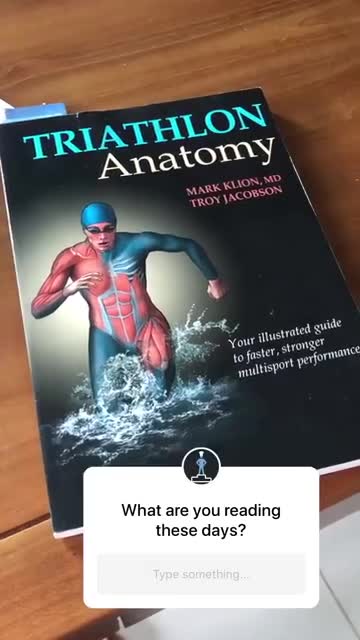 TRIATHLON
Anatomy
MARK KLION, MD
TROY JACOBSON
Your illustrated guide
to faster, stronger
multisport performance
What are you reading
these days?
Type something...